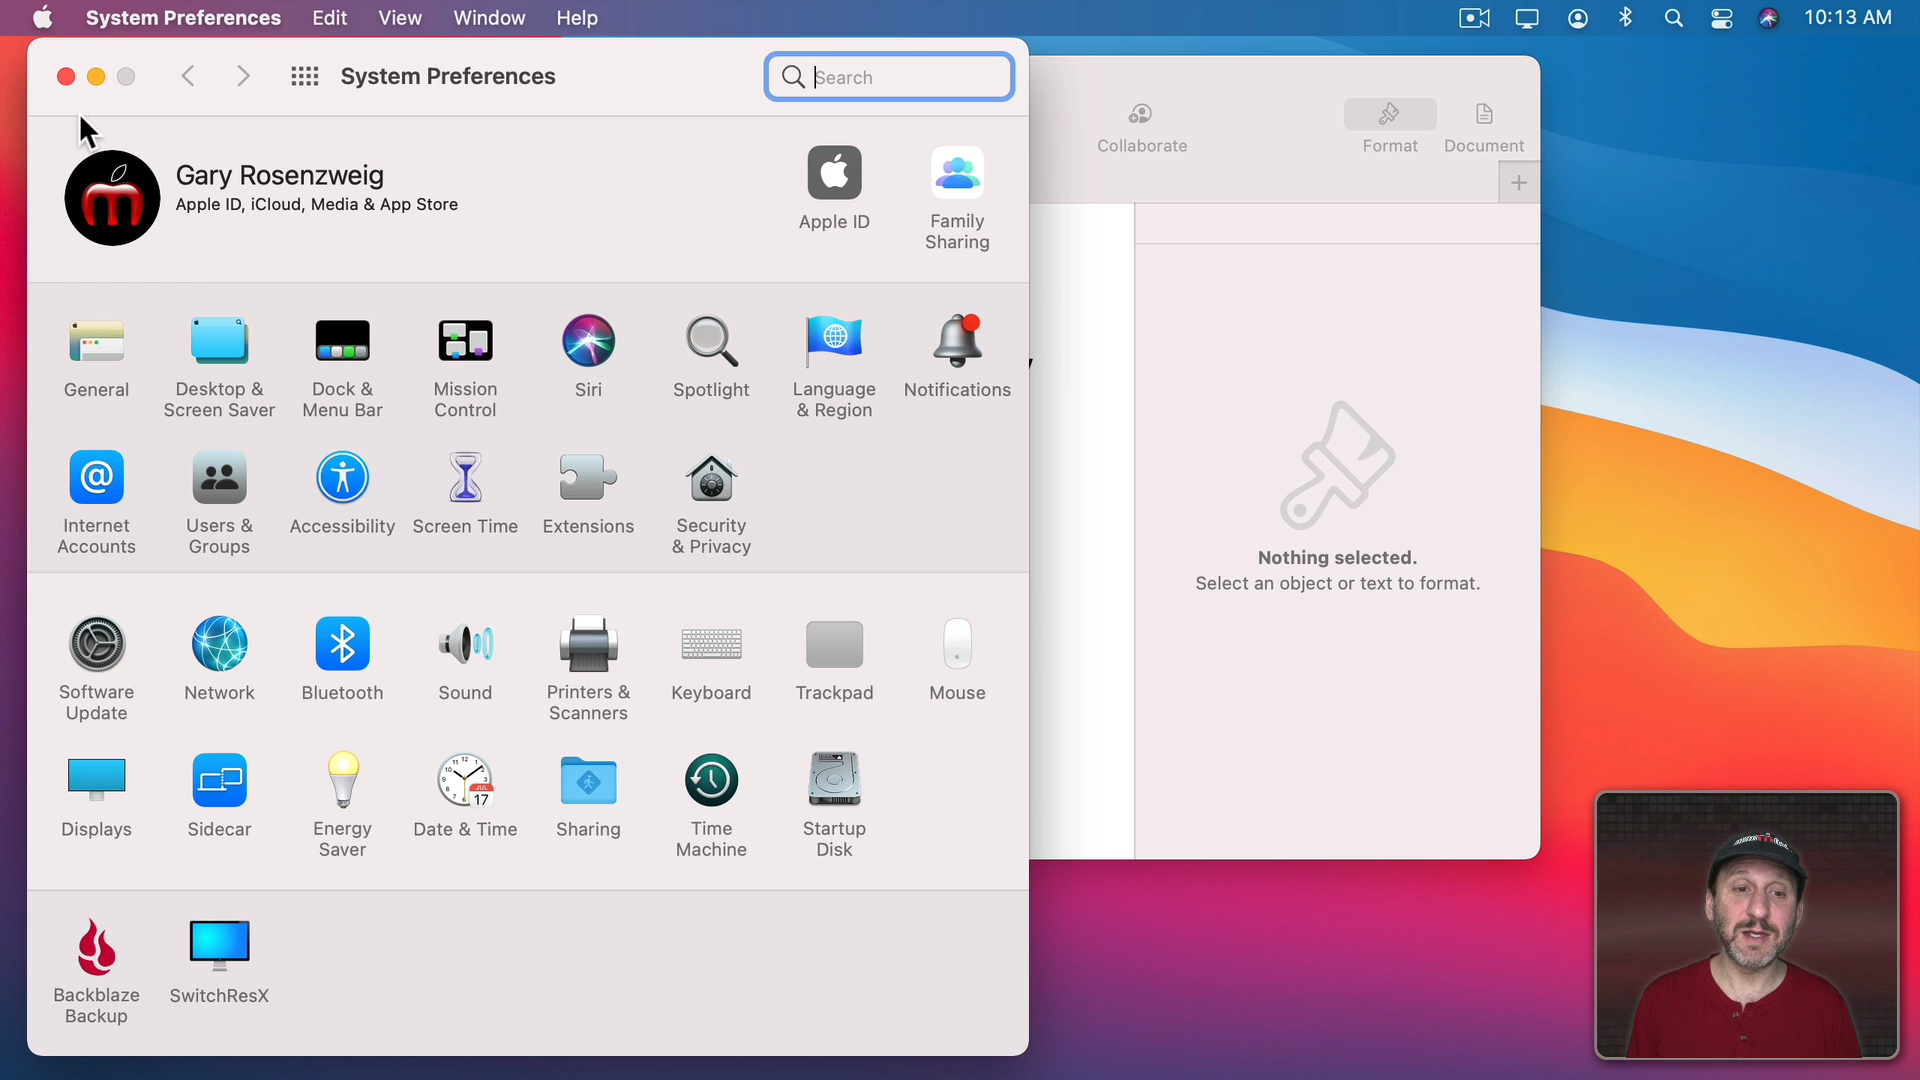 System Preferences Edit View Window Help 10:13 AM
System Preferences
Search
Collaborate
Format
Document
Gary Rosenzweig
Apple ID, iCloud, Media & App Store
Apple ID
Family
Sharing
General
Desktop &
Screen Saver
Dock &
Menu Bar
Mission
Control
Siri
Spotlight
Language
& Region
Notifications
Internet
Accounts
Users &
Groups
Accessibility
Screen Time
Extensions
Security
& Privacy
Nothing selected.
Select an object or text to format.
Software
Update
Network
Bluetooth
Sound
Printers &
Scanners
Keyboard
Trackpad
Mouse
Displays
Sidecar
Energy
Saver
JUL
17
Date & Time
Sharing
Time
Machine
Startup
Disk
Backblaze
Backup
SwitchResX